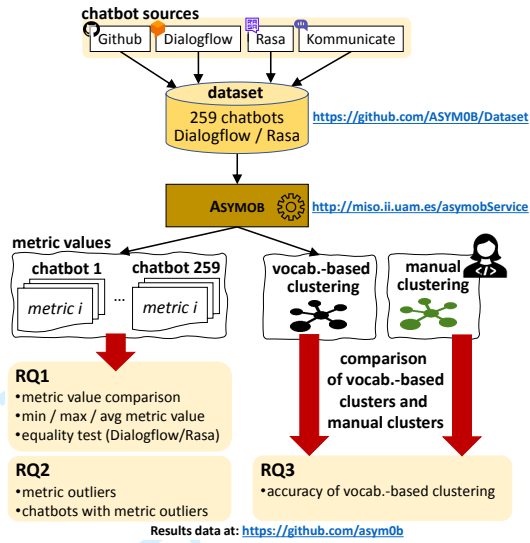 chatbot sources
Github Dialogflow Rasa Kommunicate
dataset
259 chatbots
Dialogflow / Rasa
https://github.com/ASYM0B/Dataset
ASYMOB
http://miso.ii.uam.es/asymobService
metric values
chatbot 1 chatbot 259
metric i ... metric i
vocab.-based
clustering
manual
clustering
</>
comparison
of vocab.-based
clusters and
manual clusters
RQ1
•metric value comparison
•min / max / avg metric value
•equality test (Dialogflow/Rasa)
RQ2
•metric outliers
•chatbots with metric outliers
RQ3
•accuracy of vocab.-based clustering
Results data at: https://github.com/asym0b